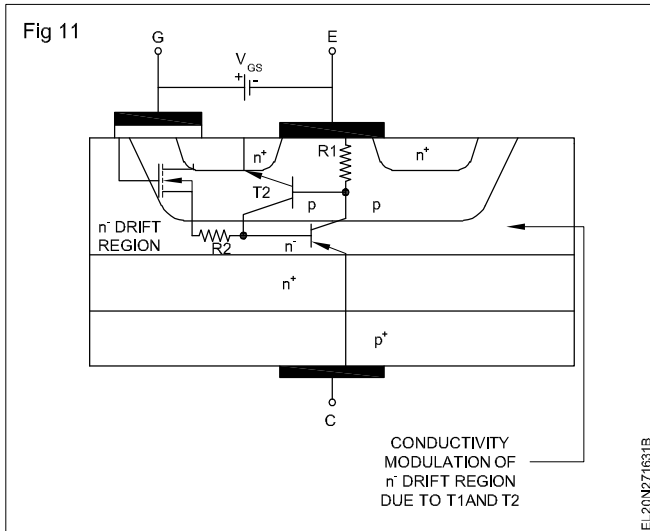 Fig 11
G
E
V GS
+ -
n+
R1
n+
T2
p
p
n- DRIFT
REGION
R2
n-
n+
p+
C
CONDUCTIVITY
MODULATION OF
n- DRIFT REGION
DUE TO T1AND T2
EL20N271631B